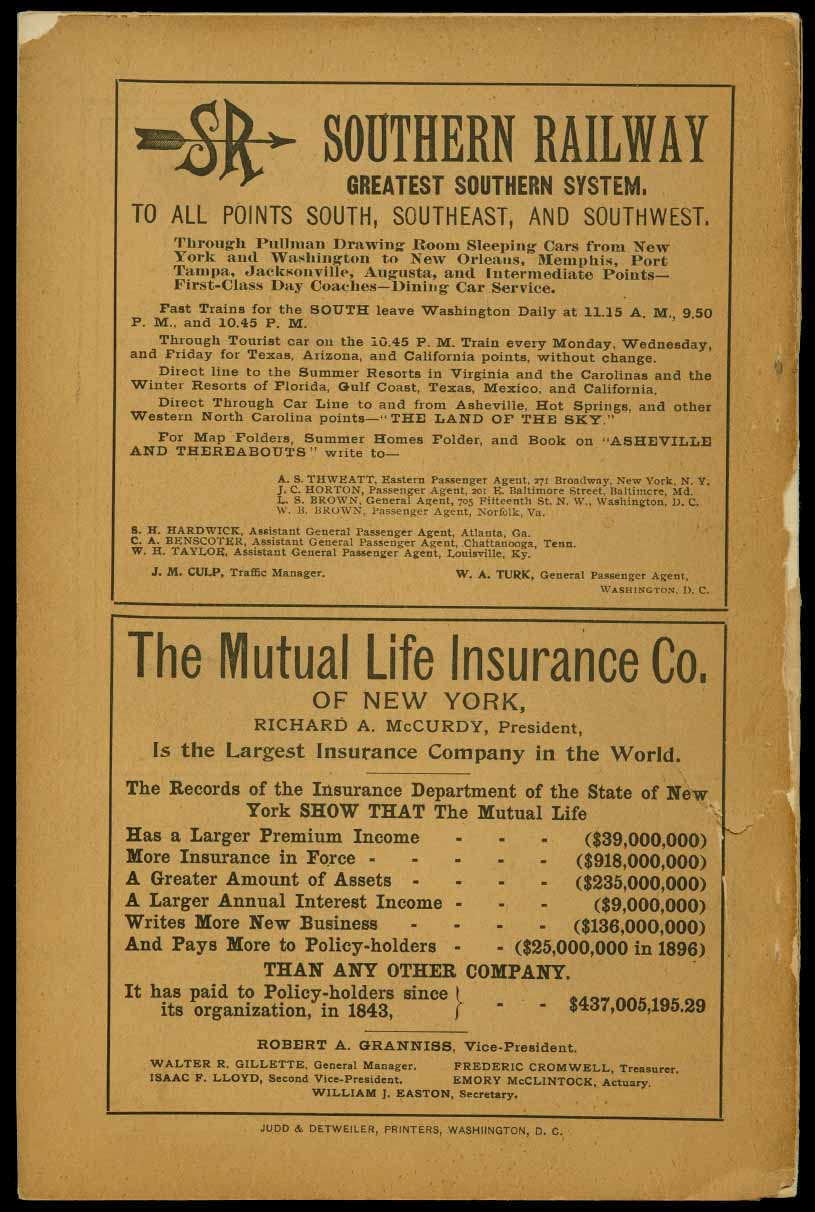 SR SOUTHERN RAILWAY
GREATEST SOUTHERN SYSTEM.
TO ALL POINTS SOUTH, SOUTHEAST, AND SOUTHWEST.
Through Pullman Drawing Room Sleeping Cars from New
York and Washington to New Orleans, Memphis, Port
Tampa, Jacksonville, Augusta, and Intermediate Points—
First-Class Day Coaches—Dining Car Service.
Fast Trains for the SOUTH leave Washington Daily at 11.15 A. M., 9.50
P. M., and 10.45 P. M.
Through Tourist car on the 10.45 P. M. Train every Monday, Wednesday,
and Friday for Texas, Arizona, and California points, without change.
Direct line to the Summer Resorts in Virginia and the Carolinas and the
Winter Resorts of Florida, Gulf Coast, Texas, Mexico, and California.
Direct Through Car Line to and from Asheville, Hot Springs, and other
Western North Carolina points—"THE LAND OF THE SKY."
For Map Folders, Summer Homes Folder, and Book on "ASHEVILLE
AND THEREABOUTS" write to—
A. S. THWEATT, Eastern Passenger Agent, 271 Broadway, New York, N. Y.
J. C. HORTON, Passenger Agent, 201 E. Baltimore Street, Baltimore, Md.
L. S. BROWN, General Agent, 705 Fifteenth St. N. W., Washington, D. C.
W. B. BROWN, Passenger Agent, Norfolk, Va.
S. H. HARDWICK, Assistant General Passenger Agent, Atlanta, Ga.
C. A. BENSCOTER, Assistant General Passenger Agent, Chattanooga, Tenn.
W. H. TAYLOE, Assistant General Passenger Agent, Louisville, Ky.
J. M. CULP, Traffic Manager. W. A. TURK, General Passenger Agent,
WASHINGTON, D. C.
The Mutual Life Insurance Co.
OF NEW YORK,
RICHARD A. McCURDY, President,
Is the Largest Insurance Company in the World.
The Records of the Insurance Department of the State of New
York SHOW THAT The Mutual Life
Has a Larger Premium Income - - - ($39,000,000)
More Insurance in Force - - - - - ($918,000,000)
A Greater Amount of Assets - - - - ($235,000,000)
A Larger Annual Interest Income - - - ($9,000,000)
Writes More New Business - - - - ($136,000,000)
And Pays More to Policy-holders - - ($25,000,000 in 1896)
THAN ANY OTHER COMPANY.
It has paid to Policy-holders since
its organization, in 1843, } - - $437,005,195.29
ROBERT A. GRANNISS, Vice-President.
WALTER R. GILLETTE, General Manager. FREDERIC CROMWELL, Treasurer.
ISAAC F. LLOYD, Second Vice-President. EMORY McCLINTOCK, Actuary.
WILLIAM J. EASTON, Secretary.
JUDD & DETWEILER, PRINTERS, WASHIINGTON, D. C.